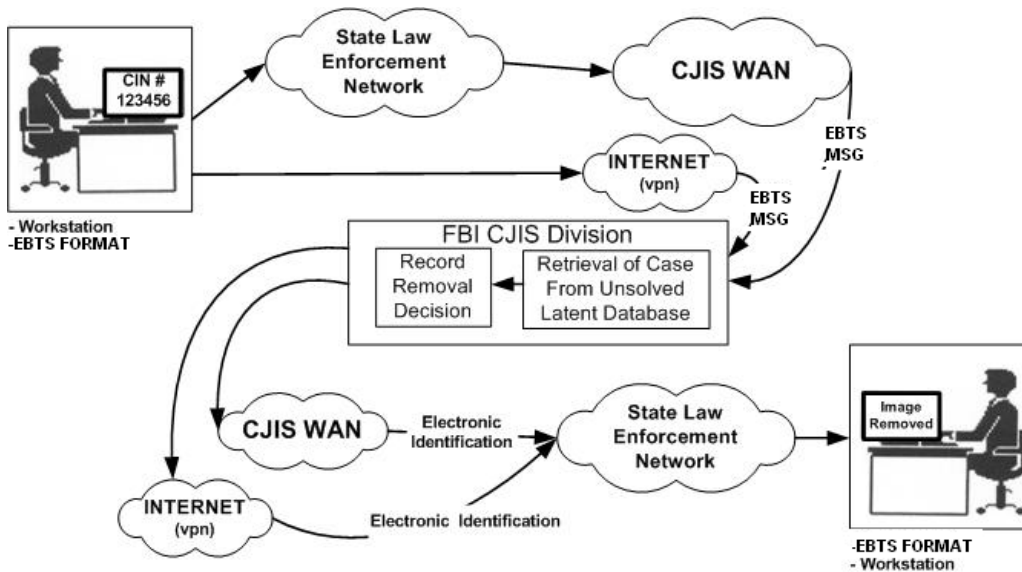 CIN #
123456
- Workstation
-EBTS FORMAT
State Law
Enforcement
Network
CJIS WAN
EBTS
MSG
INTERNET
(vpn)
EBTS
MSG
FBI CJIS Division
Record
Removal
Decision
Retrieval of Case
From Unsolved
Latent Database
CJIS WAN
Electronic
Identification
State Law
Enforcement
Network
INTERNET
(vpn)
Electronic Identification
Image
Removed
-EBTS FORMAT
- Workstation